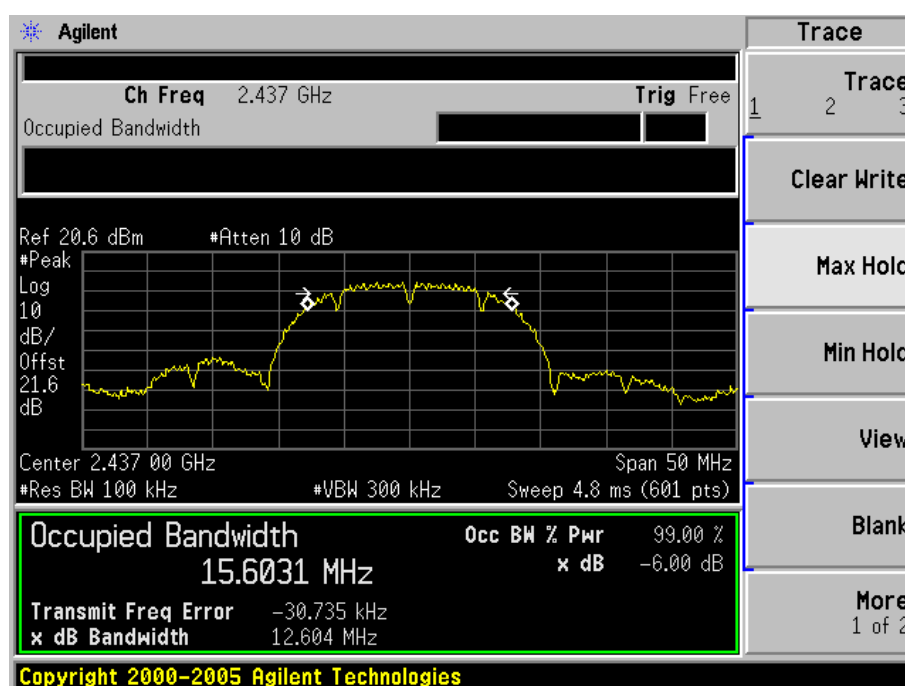 Agilent
Trace
Ch Freq 2.437 GHz Trig Free
Occupied Bandwidth
Trace
1 2 3
Clear Write
Max Hold
Min Hold
View
Blank
More
1 of 2
Ref 20.6 dBm #Atten 10 dB
#Peak
Log
10
dB/
Offst
21.6
dB
Center 2.437 00 GHz Span 50 MHz
#Res BW 100 kHz #VBW 300 kHz Sweep 4.8 ms (601 pts)
Occupied Bandwidth Occ BW % Pwr 99.00 %
15.6031 MHz x dB -6.00 dB
Transmit Freq Error -30.735 kHz
x dB Bandwidth 12.604 MHz
Copyright 2000-2005 Agilent Technologies